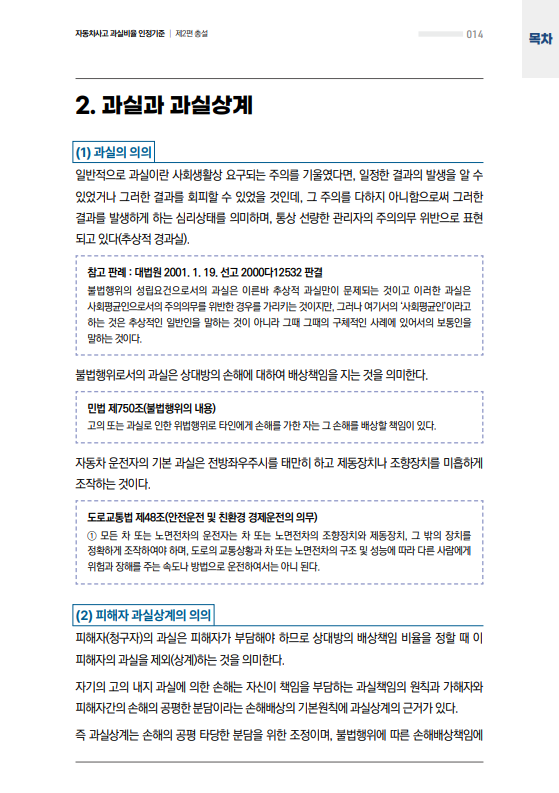 자동차사고 과실비율 인정기준 | 제2편 총설
014
목차
2. 과실과 과실상계
(1) 과실의 의의
일반적으로 과실이란 사회생활상 요구되는 주의를 기울였다면, 일정한 결과의 발생을 알 수
있었거나 그러한 결과를 회피할 수 있었을 것인데, 그 주의를 다하지 아니함으로써 그러한
결과를 발생하게 하는 심리상태를 의미하며, 통상 선량한 관리자의 주의의무 위반으로 표현
되고 있다(추상적 경과실).
참고 판례 : 대법원 2001. 1. 19. 선고 2000다12532 판결
불법행위의 성립요건으로서의 과실은 이른바 추상적 과실만이 문제되는 것이고 이러한 과실은
사회평균인으로서의 주의의무를 위반한 경우를 가리키는 것이지만, 그러나 여기서의 '사회평균인'이라고
하는 것은 추상적인 일반인을 말하는 것이 아니라 그때 그때의 구체적인 사례에 있어서의 보통인을
말하는 것이다.
불법행위로서의 과실은 상대방의 손해에 대하여 배상책임을 지는 것을 의미한다.
민법 제750조(불법행위의 내용)
고의 또는 과실로 인한 위법행위로 타인에게 손해를 가한 자는 그 손해를 배상할 책임이 있다.
자동차 운전자의 기본 과실은 전방좌우주시를 태만히 하고 제동장치나 조향장치를 미흡하게
조작하는 것이다.
도로교통법 제48조(안전운전 및 친환경 경제운전의 의무)
① 모든 차 또는 노면전차의 운전자는 차 또는 노면전차의 조향장치와 제동장치, 그 밖의 장치를
정확하게 조작하여야 하며, 도로의 교통상황과 차 또는 노면전차의 구조 및 성능에 따라 다른 사람에게
위험과 장해를 주는 속도나 방법으로 운전하여서는 아니 된다.
(2) 피해자 과실상계의 의의
피해자(청구자)의 과실은 피해자가 부담해야 하므로 상대방의 배상책임 비율을 정할 때 이
피해자의 과실을 제외(상계)하는 것을 의미한다.
자기의 고의 내지 과실에 의한 손해는 자신이 책임을 부담하는 과실책임의 원칙과 가해자와
피해자간의 손해의 공평한 분담이라는 손해배상의 기본원칙에 과실상계의 근거가 있다.
즉 과실상계는 손해의 공평 타당한 분담을 위한 조정이며, 불법행위에 따른 손해배상책임에